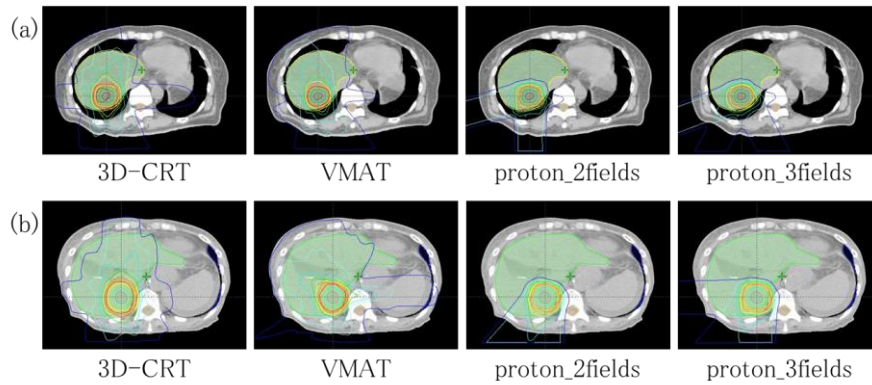 (a)
3D-CRT VMAT proton_2fields proton_3fields
(b)
3D-CRT VMAT proton_2fields proton_3fields